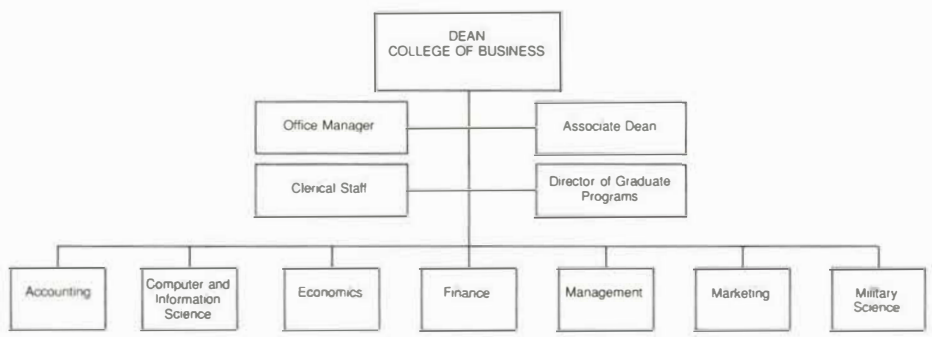 DEAN
COLLEGE OF BUSINESS
Office Manager
Associate Dean
Clerical Staff
Director of Graduate
Programs
Accounting
Computer and
Information
Science
Economics
Finance
Management
Marketing
Military
Science